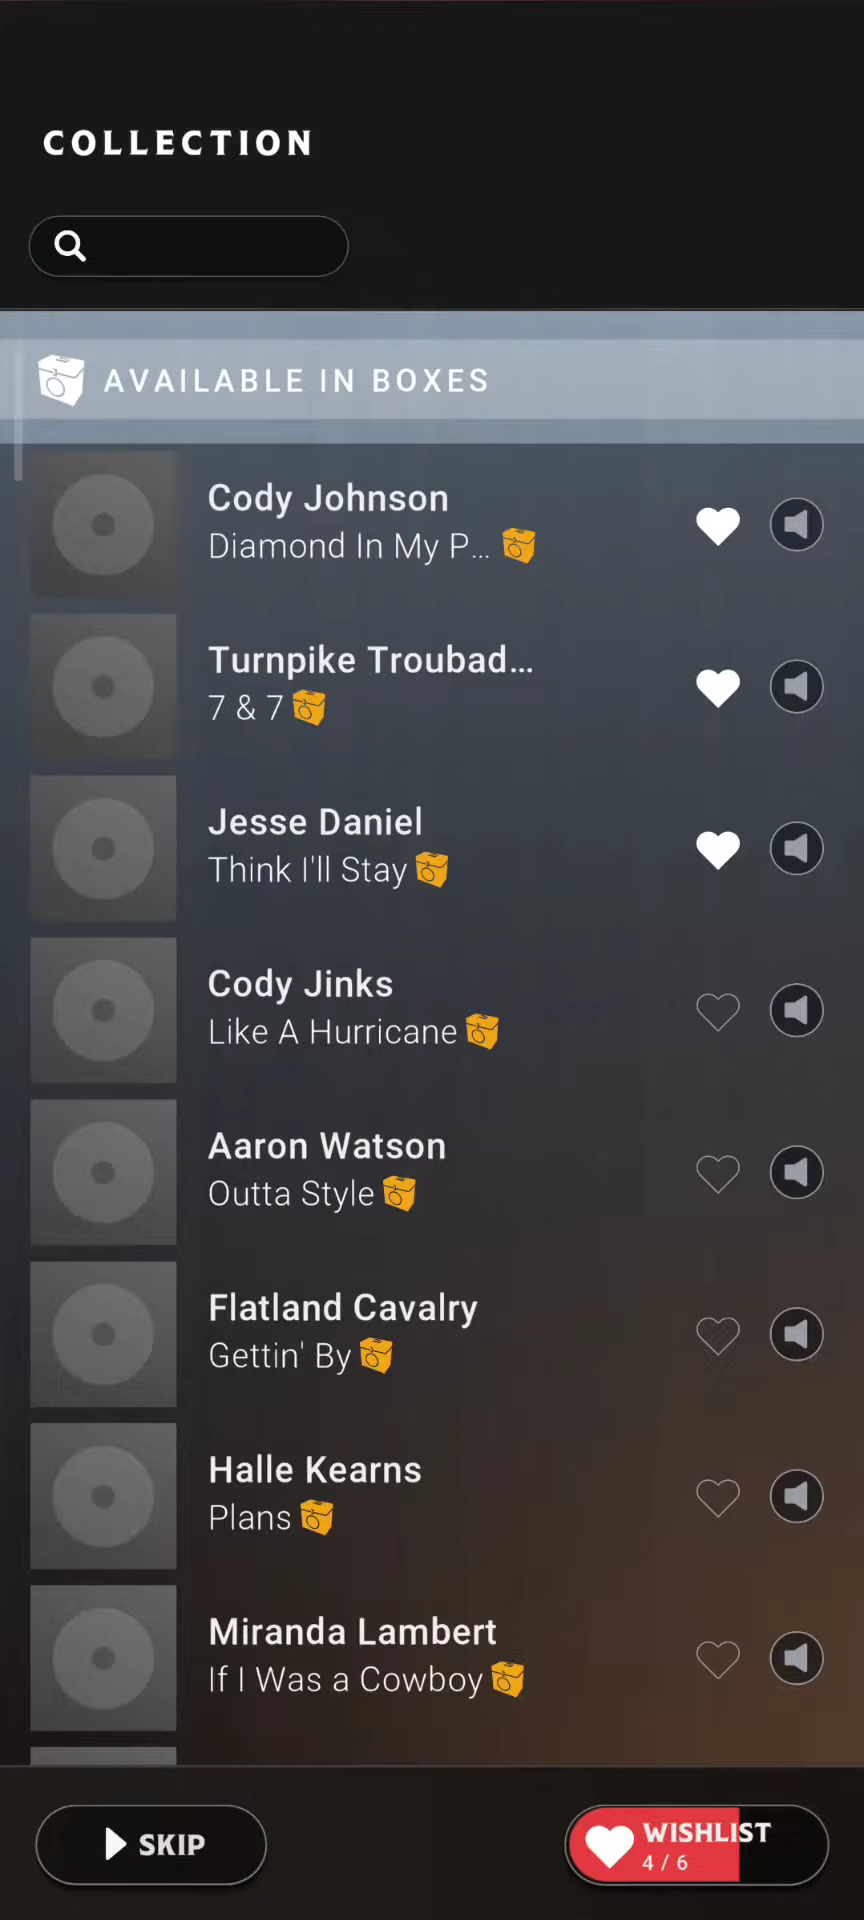 COLLECTION
AVAILABLE IN BOXES
Cody Johnson
Diamond In My P...
Turnpike Troubad...
7 & 7
Jesse Daniel
Think I'll Stay
Cody Jinks
Like A Hurricane
Aaron Watson
Outta Style
Flatland Cavalry
Gettin' By
Halle Kearns
Plans
Miranda Lambert
If I Was a Cowboy
SKIP
WISHLIST
4 / 6